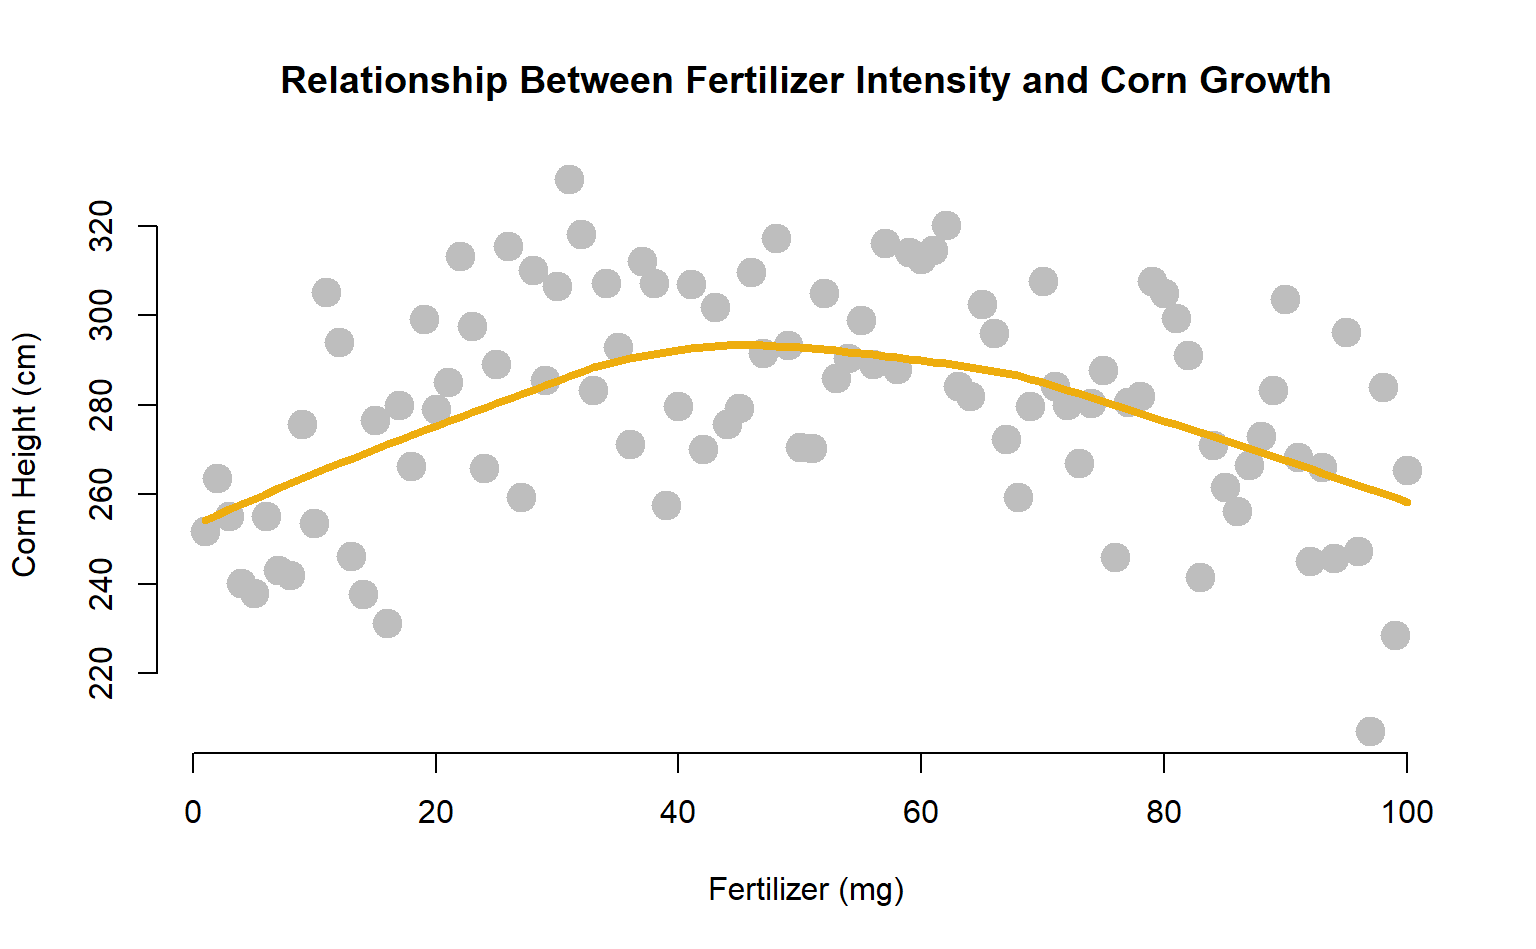 Relationship Between Fertilizer Intensity and Corn Growth
Corn Height (cm)
320
300
280
260
240
220
0 20 40 60 80 100
Fertilizer (mg)